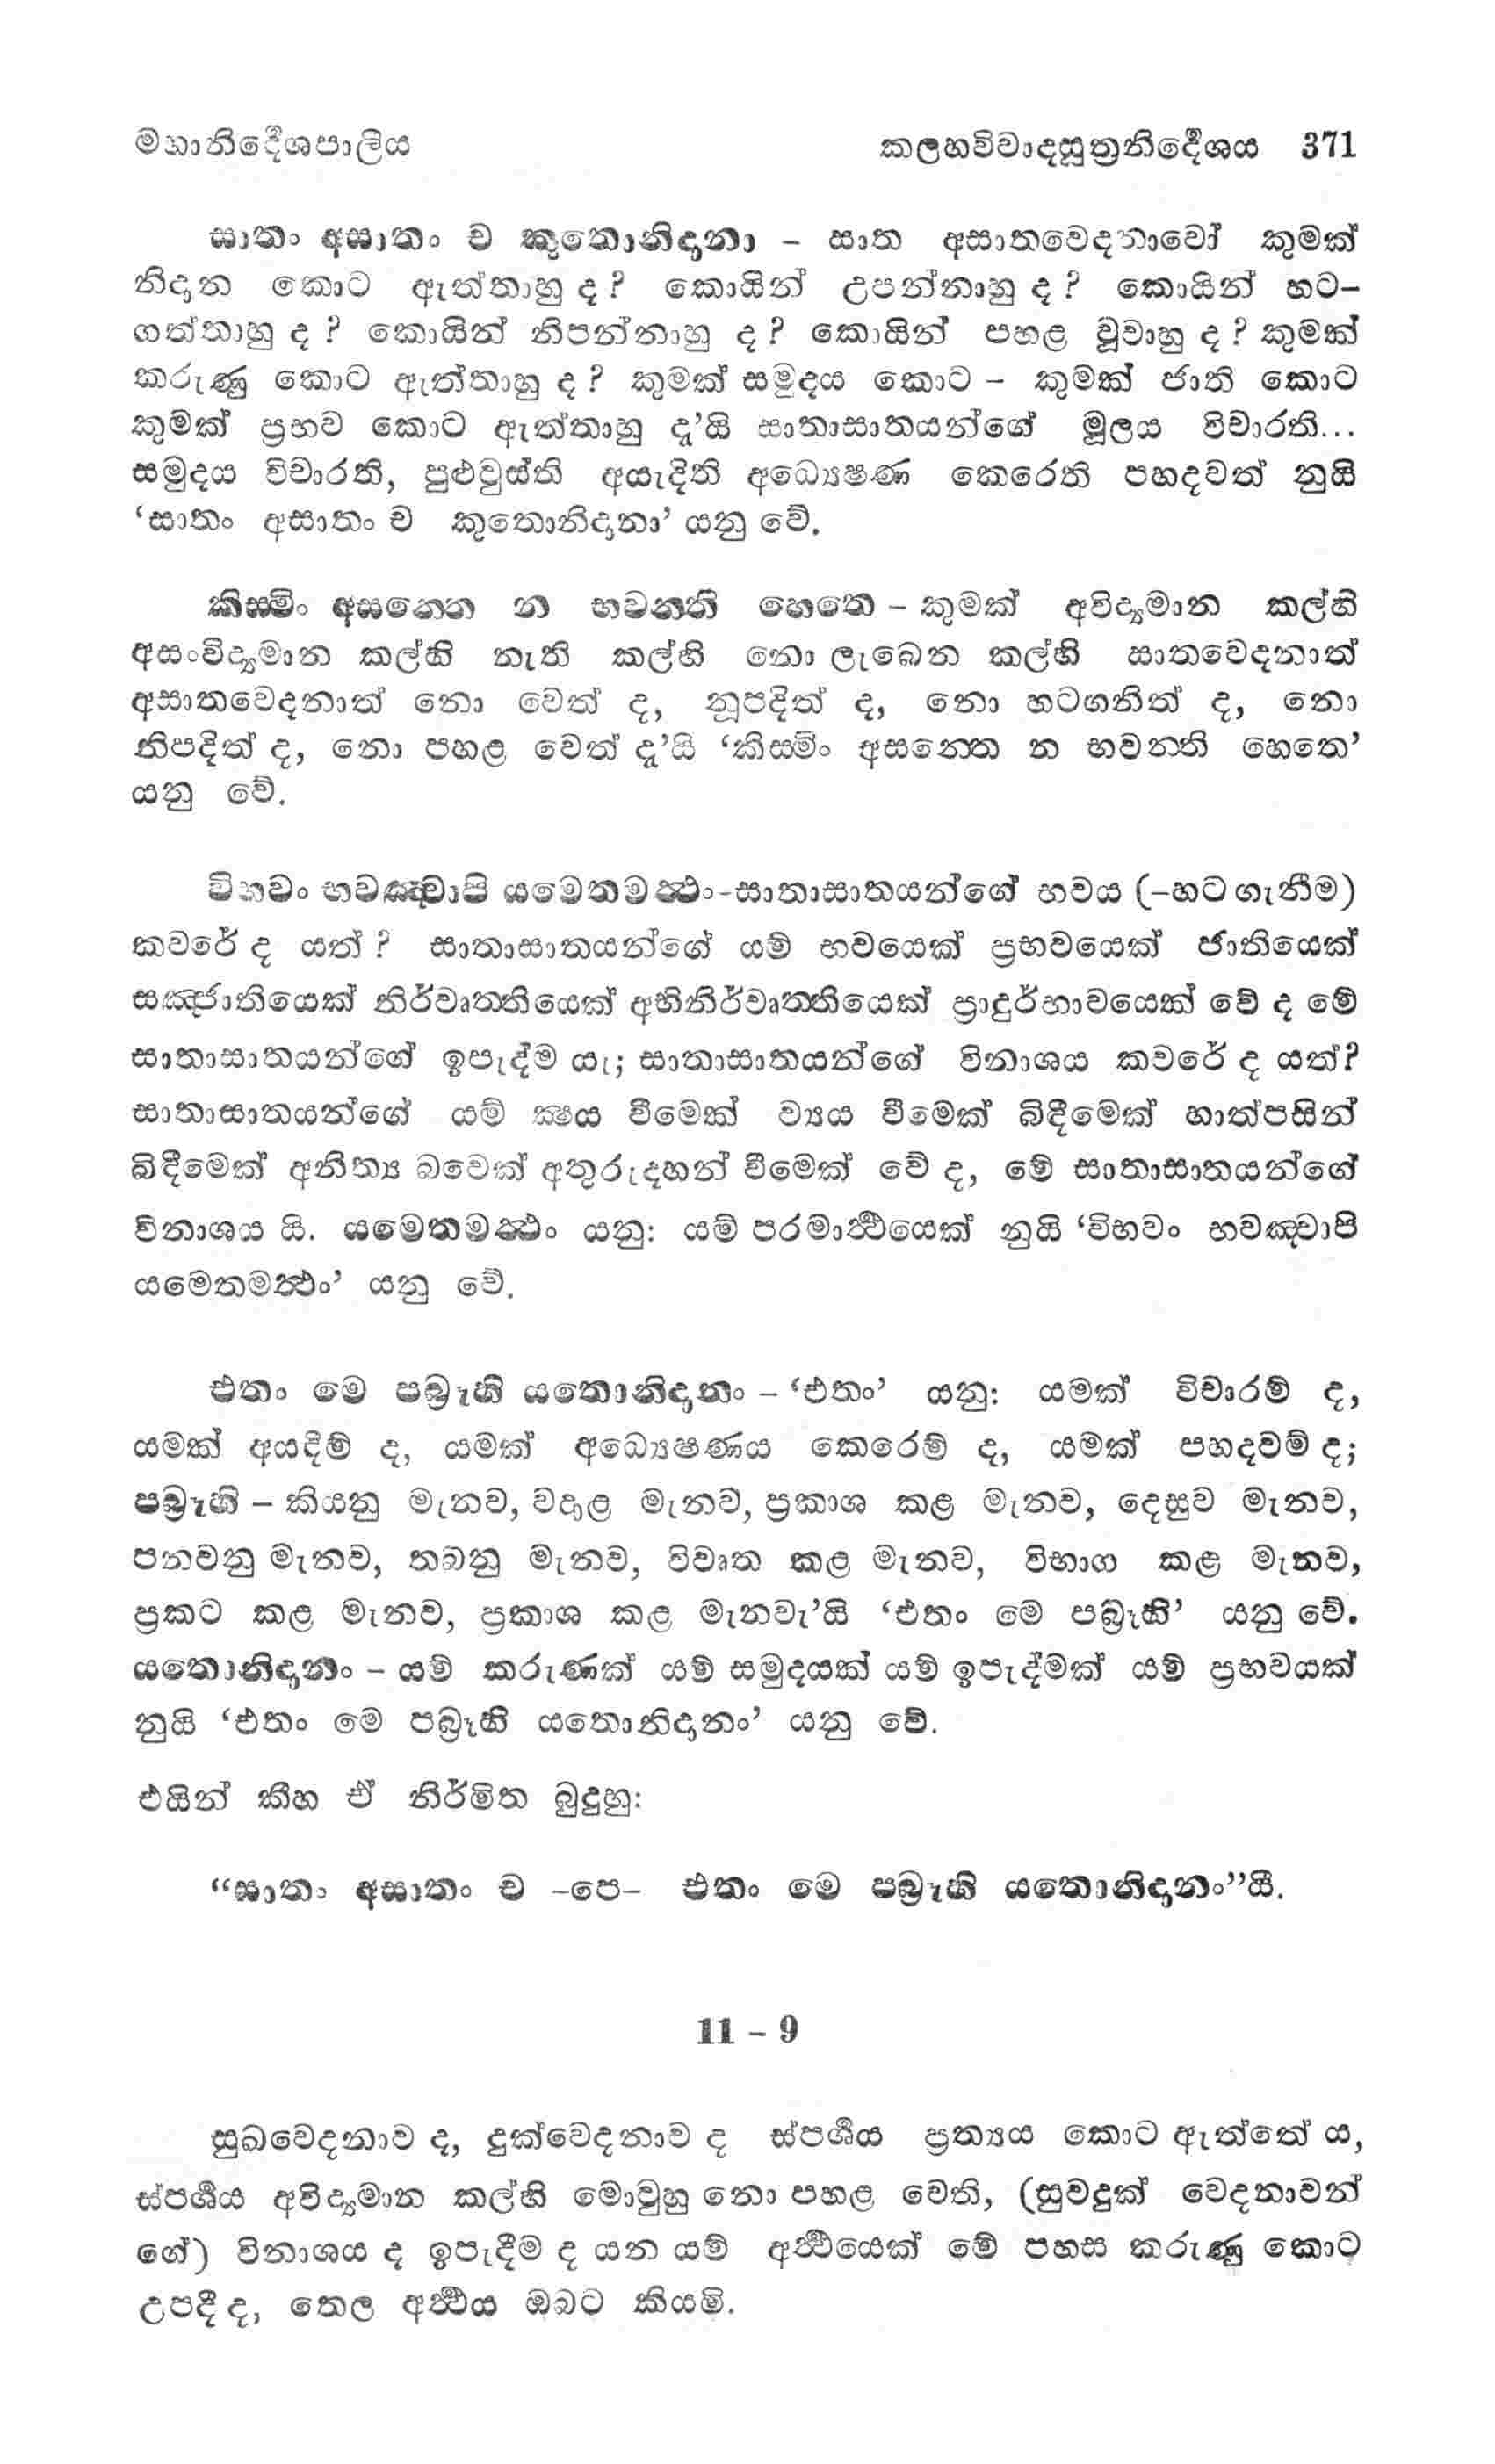 මහානිර්දේශපාලිය කලහවිවාදසූත්‍රනිර්දේශය 371
සාතං අසාතං ච කුතොනිදානා – සාත අසාතවෙදනාවෝ කුමක්
නිදාන කොට ඇත්තාහු ද? කොයින් උපන්නාහු ද? කොයින් හට–
ගත්තාහු ද? කොයින් නිපන්නාහු ද? කොයින් පහළ වූවාහු ද? කුමක්
කරුණු කොට ඇත්තාහු ද? කුමක් සමුදය කොට – කුමක් ජාති කොට
කුමක් ප්‍රභව කොට ඇත්තාහු දැ’යි සාතාසාතයන්ගේ මූලය විචාරති...
සමුදය විචාරති, පුළුවුස්ති අයැදිති අධ්‍යෙෂණ කෙරෙති පහදවත් නුයි
‘සාතං අසාතං ච කුතොනිදානා’ යනු වේ.
කිස්මිං අසන්තෙ න භවන්ති හෙතෙ – කුමක් අවිද්‍යමාන කල්හි
අසංවිද්‍යමාන කල්හි නැති කල්හි නො ලැබෙන කල්හි සාතවෙදනාත්
අසාතවෙදනාත් නො වෙත් ද, නූපදිත් ද, නො හටගනිත් ද, නො
නිපදිත් ද, නො පහළ වෙත් දැ’යි ‘කිස්මිං අසන්තෙ න භවන්ති හෙතෙ’
යනු වේ.
විභවං භවඤ්චාපි යමෙතමත්ථං–සාතාසාතයන්ගේ භවය (–හට ගැනීම)
කවරේ ද යත්? සාතාසාතයන්ගේ යම් භවයෙක් ප්‍රභවයෙක් ජාතියෙක්
සඤ්ජාතියෙක් නිර්වෘත්තියෙක් අභිනිර්වෘත්තියෙක් ප්‍රාදුර්භාවයෙක් වේ ද මේ
සාතාසාතයන්ගේ ඉපැද්ම යැ; සාතාසාතයන්ගේ විනාශය කවරේ ද යත්?
සාතාසාතයන්ගේ යම් ක්‍ෂය වීමෙක් ව්‍යය වීමෙක් බිඳීමෙක් හාත්පසින්
බිඳීමෙක් අනිත්‍ය බවෙක් අතුරුදහන් වීමෙක් වේ ද, මේ සාතාසාතයන්ගේ
විනාශය යි. යමෙතමත්ථං යනු: යම් පරමාර්ථයෙක් නුයි ‘විභවං භවඤ්චාපි
යමෙතමත්ථං’ යනු වේ.
එතං මෙ පබ්‍රූහි යතොනිදානං – ‘එතං’ යනු: යමක් විචාරම් ද,
යමක් අයදිම් ද, යමක් අධ්‍යෙෂණය කෙරෙම් ද, යමක් පහදවම් ද;
පබ්‍රූහි – කියනු මැනව, වදාළ මැනව, ප්‍රකාශ කළ මැනව, දෙසුව මැනව,
පනවනු මැනව, තබනු මැනව, විවෘත කළ මැනව, විභාග කළ මැනව,
ප්‍රකට කළ මැනව, ප්‍රකාශ කළ මැනවැ’යි ‘එතං මෙ පබ්‍රූහි’ යනු වේ.
යතොනිදානං – යම් කරුණක් යම් සමුදයක් යම් ඉපැද්මක් යම් ප්‍රභවයක්
නුයි ‘එතං මෙ පබ්‍රූහි යතොනිදානං’ යනු වේ.
එයින් කීහ ඒ නිර්මිත බුදුහු:
“සාතං අසාතං ච –පෙ– එතං මෙ පබ්‍රූහි යතොනිදානං”යී.
11 – 9
සුඛවෙදනාව ද, දුක්වෙදනාව ද ස්පර්ශය ප්‍රත්‍යය කොට ඇත්තේ ය,
ස්පර්ශය අවිද්‍යමාන කල්හි මොවුහු නො පහළ වෙති, (සුවදුක් වෙදනාවන්
ගේ) විනාශය ද ඉපැදීම ද යන යම් අර්ථයෙක් මේ පහස කරුණු කොට
උපදී ද, තෙල අර්ථය ඔබට කියමි.